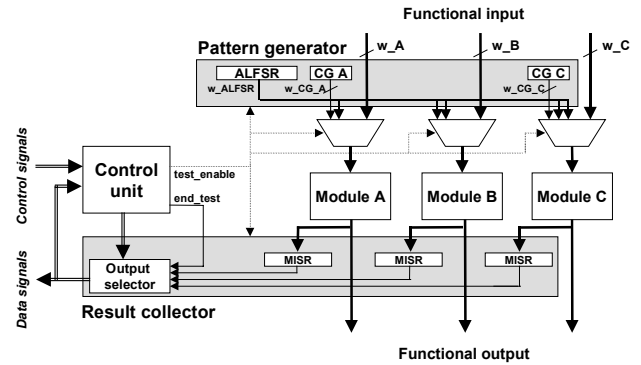 Functional input
w_A
w_B
w_C
Pattern generator
ALFSR
CG A
CG C
w_ALFSR
w_CG_A
w_CG_C
Control signals
Control
unit
test_enable
end_test
Module A
Module B
Module C
Data signals
Output
selector
MISR
MISR
MISR
Result collector
Functional output